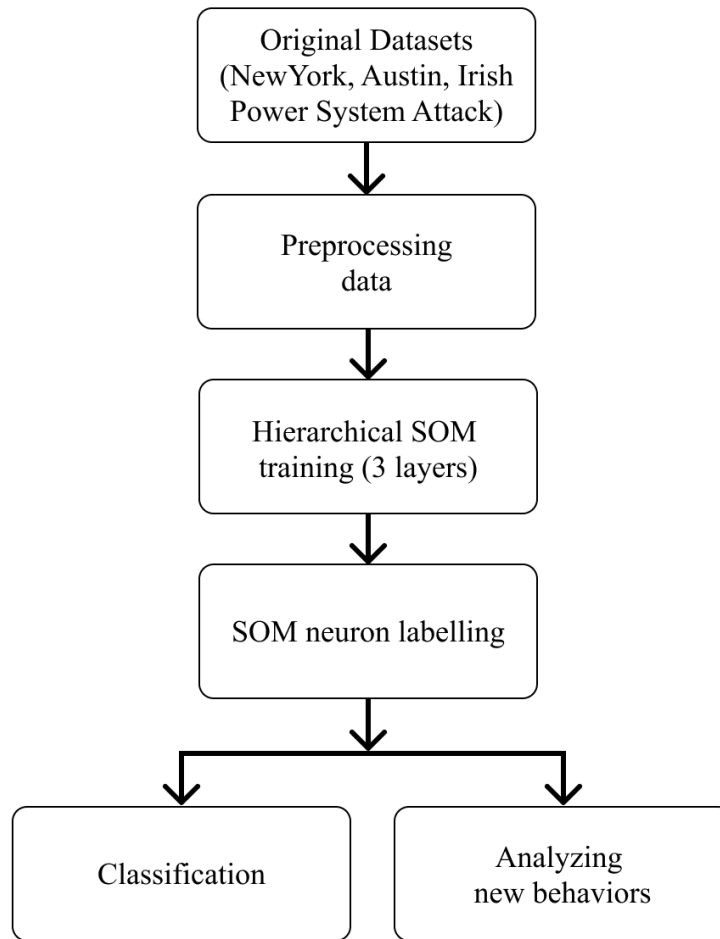 Original Datasets
(NewYork, Austin, Irish
Power System Attack)
Preprocessing
data
Hierarchical SOM
training (3 layers)
SOM neuron labelling
Classification
Analyzing
new behaviors